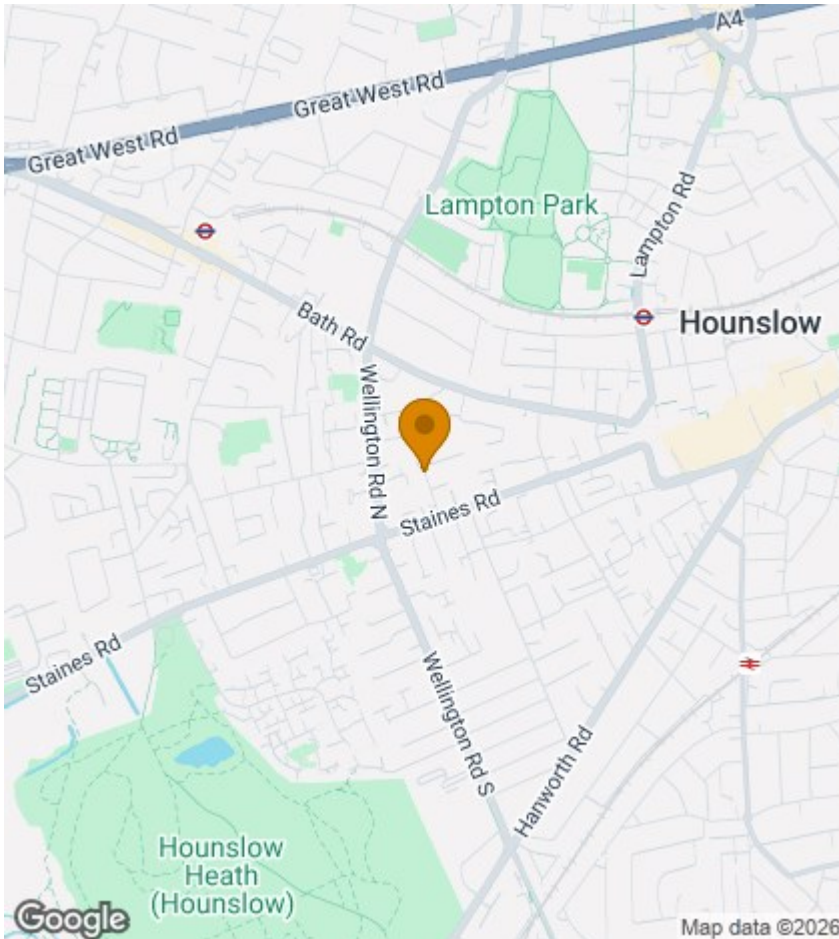 A4
Great West Rd
Great West Rd
Lampton Park
Lampton Rd
Bath Rd
Hounslow
Wellington Rd N
Staines Rd
Staines Rd
Wellington Rd S
Hanworth Rd
Hounslow
Heath
(Hounslow)
Google
Map data ©2026